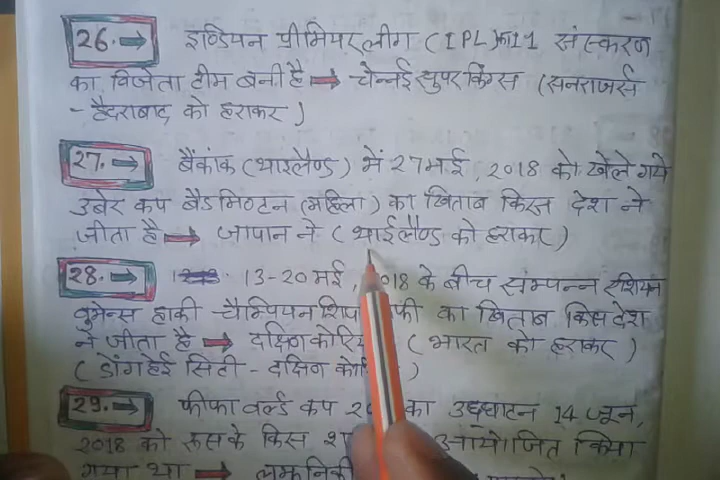 26. → इण्डियन प्रीमियर लीग (IPL) के 11 संस्करण
का विजेता टीम बनी है → चेन्नई सुपर किंग्स (सनराजर्स
- हैदराबाद को हराकर)
27. → बैंकांक (थाइलैण्ड) में 27 मई, 2018 को खेले गये
उबेर कप बैडमिण्टन (महिला) का खिताब किस देश ने
जीता है → जापान ने (थाईलैण्ड को हराकर)
28. → 13-20 मई, 2018 के बीच सम्पन्न एशियन
वुमेन्स हाकी चैम्पियनशिप का खिताब किस देश
ने जीता है → दक्षिन कोरिया (भारत को हराकर)
(डोंगहेई सिटी - दक्षिन)
29. → फीफा वर्ल्ड कप का उद्घाटन 14 जून,
2018 को रूस के किस आयोजित किया
गया था →